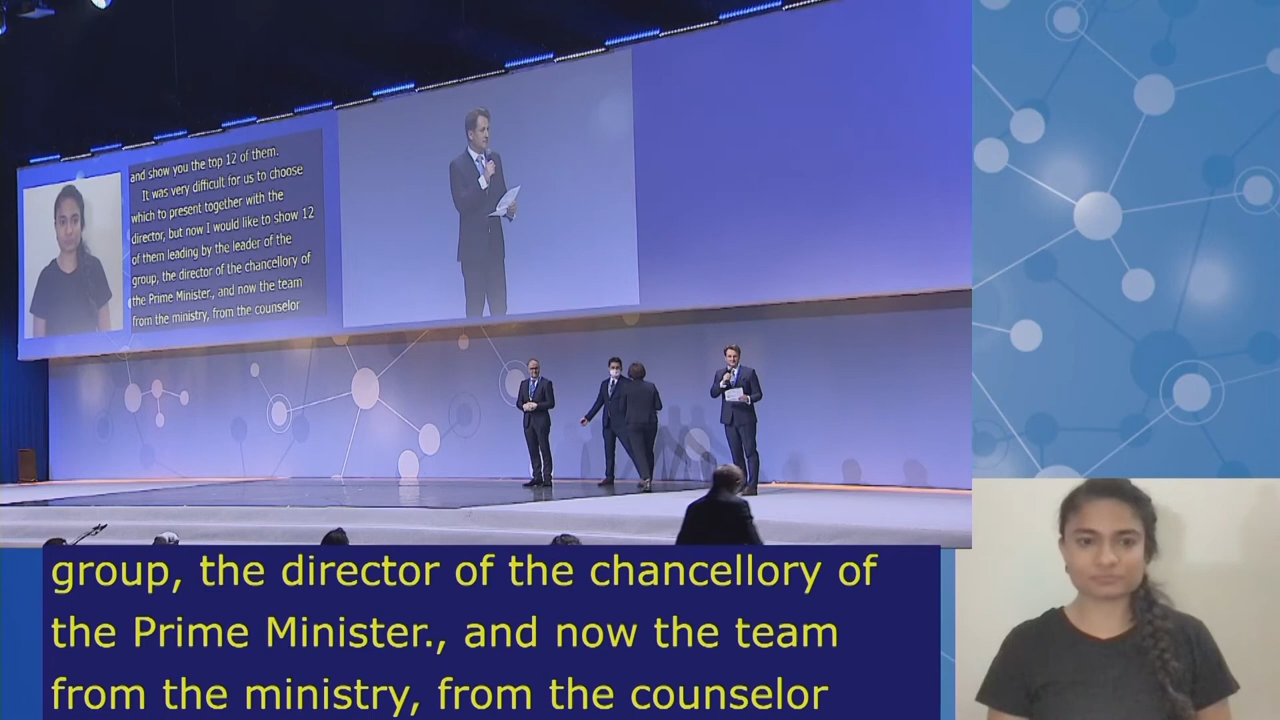 and show you the top 12 of them.
It was very difficult for us to choose
which to present together with the
director, but now I would like to show 12
of them leading by the leader of the
group, the director of the chancellory of
the Prime Minister., and now the team
from the ministry, from the counselor
group, the director of the chancellory of
the Prime Minister., and now the team
from the ministry, from the counselor